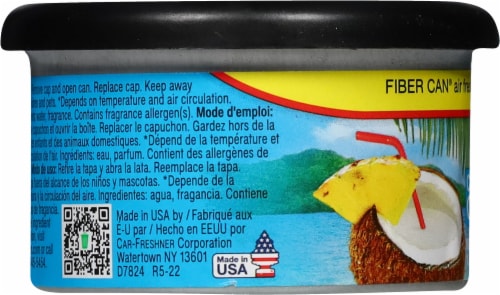 FIBER CAN® air
cap and open can. Replace cap. Keep away
and pets. *Depends on temperature and air circulation.
water, fragrance. Contains fragrance allergen(s). Mode d'emploi:
capuchon et ouvrir la boîte. Replacer le capuchon. Gardez hors de la
enfants et des animaux domestiques. *Dépend de la température et
de l'air. Ingrédients: eau, parfum. Contient des allergènes de
de uso: Retire la tapa y abra la lata. Reemplace la tapa.
fuera del alcance de los niños y mascotas. *Depende de la
y la circulación del aire. Ingredientes: agua, fragancia. Contiene
Made in USA by / Fabriqué aux
É-U par / Hecho en EEUU por
CAR-FRESHNER Corporation
Watertown NY 13601
D7824 R5-22
Made in
USA